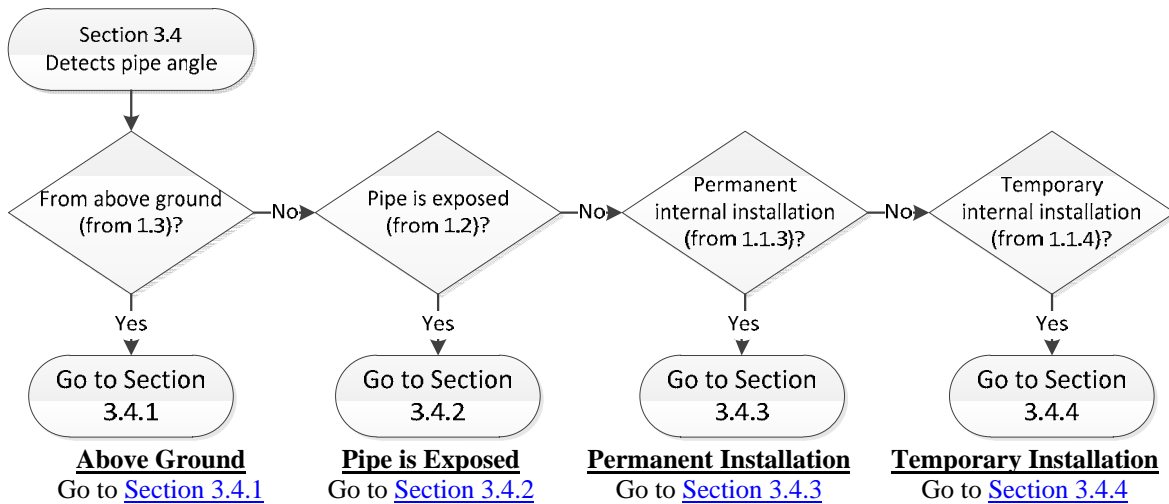 Section 3.4
Detects pipe angle
From above ground
(from 1.3)?
No
Pipe is exposed
(from 1.2)?
No
Permanent
internal installation
(from 1.1.3)?
No
Temporary
internal installation
(from 1.1.4)?
Yes
Yes
Yes
Yes
Go to Section
3.4.1
Go to Section
3.4.2
Go to Section
3.4.3
Go to Section
3.4.4
Above Ground
Go to Section 3.4.1
Pipe is Exposed
Go to Section 3.4.2
Permanent Installation
Go to Section 3.4.3
Temporary Installation
Go to Section 3.4.4